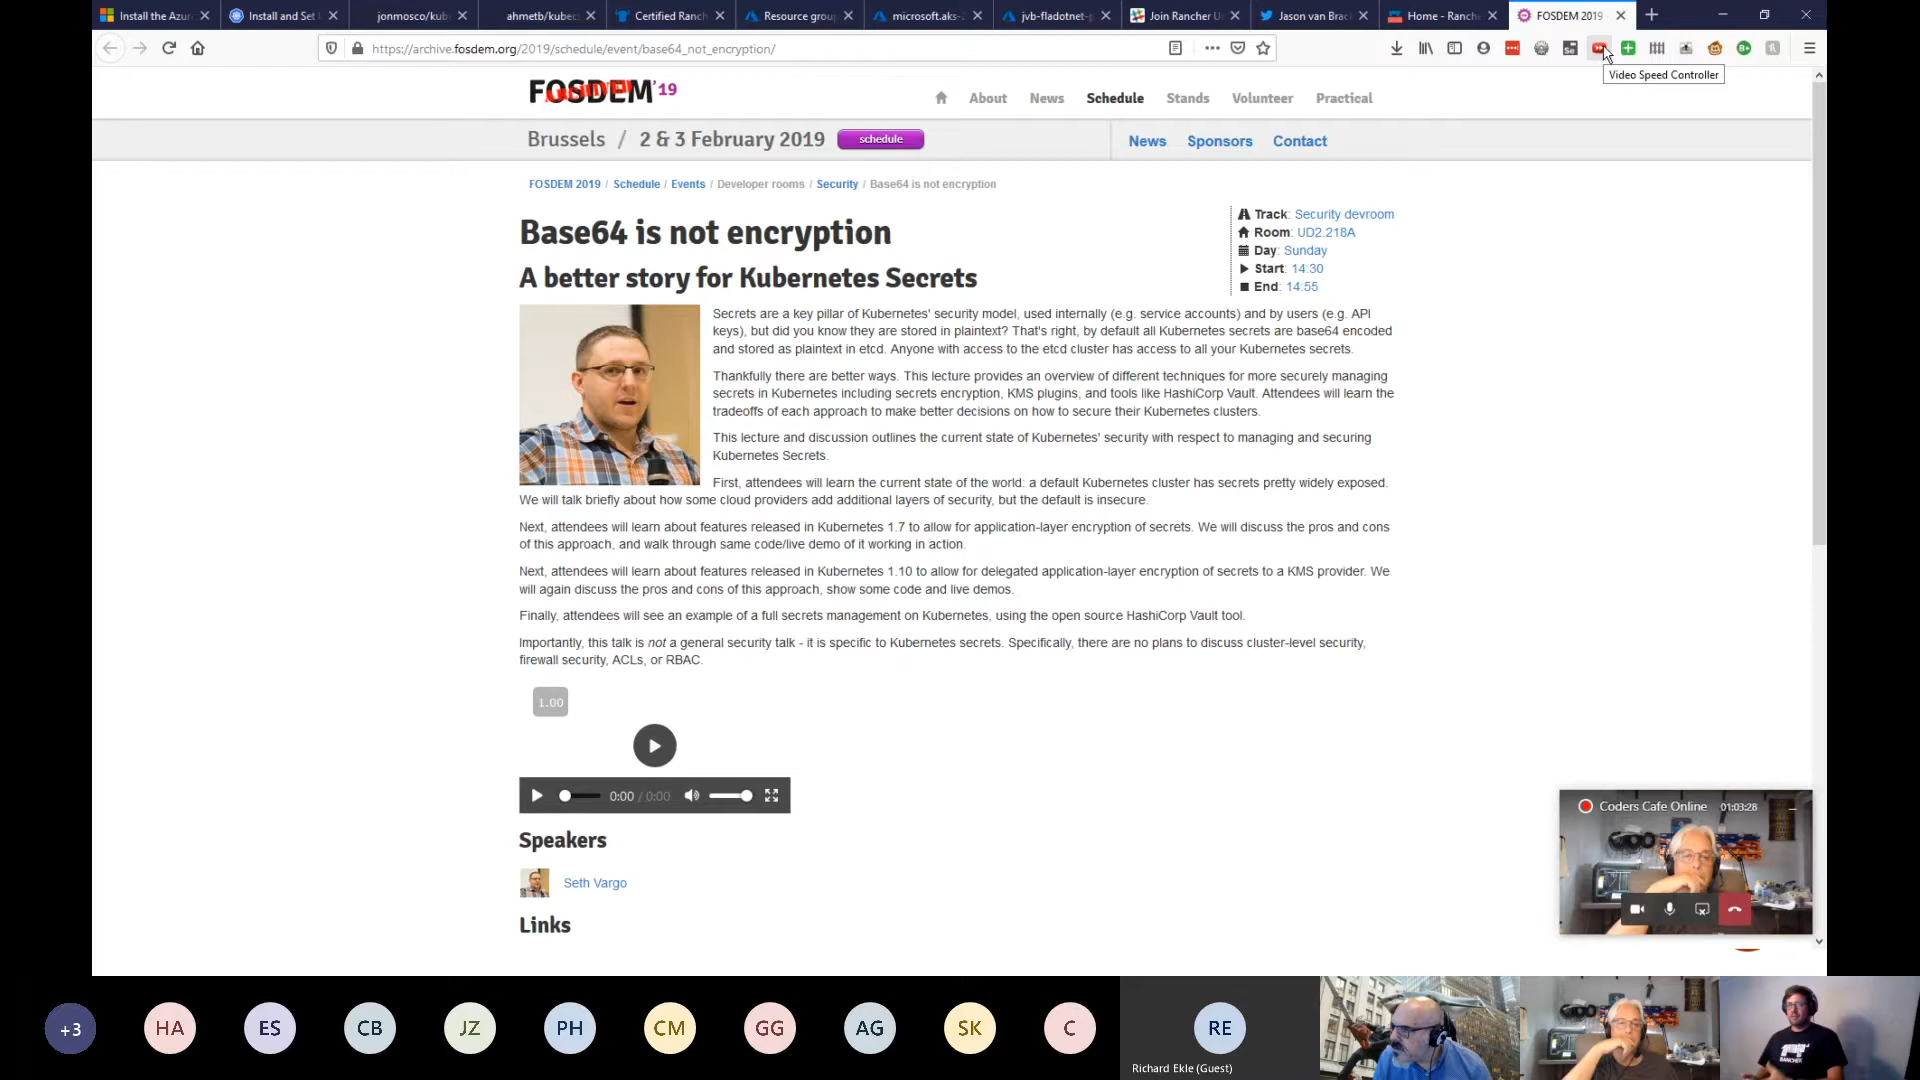 Install the Azur
Install and Set
jonmosco/kub
ahmetb/kubec
Certified Ranch
Resource grou
microsoft.aks-
jvb-fladotnet-p
Join Rancher U
Jason van Brac
Home - Ranch
FOSDEM 2019
https://archive.fosdem.org/2019/schedule/event/base64_not_encryption/
Video Speed Controller
FOSDEM '19
ARCHIVED
About News Schedule Stands Volunteer Practical
Brussels / 2 & 3 February 2019 schedule
News Sponsors Contact
FOSDEM 2019 / Schedule / Events / Developer rooms / Security / Base64 is not encryption
Base64 is not encryption
A better story for Kubernetes Secrets
Track: Security devroom
Room: UD2.218A
Day: Sunday
Start: 14:30
End: 14:55
Secrets are a key pillar of Kubernetes' security model, used internally (e.g. service accounts) and by users (e.g. API
keys), but did you know they are stored in plaintext? That's right, by default all Kubernetes secrets are base64 encoded
and stored as plaintext in etcd. Anyone with access to the etcd cluster has access to all your Kubernetes secrets.
Thankfully there are better ways. This lecture provides an overview of different techniques for more securely managing
secrets in Kubernetes including secrets encryption, KMS plugins, and tools like HashiCorp Vault. Attendees will learn the
tradeoffs of each approach to make better decisions on how to secure their Kubernetes clusters.
This lecture and discussion outlines the current state of Kubernetes' security with respect to managing and securing
Kubernetes Secrets.
First, attendees will learn the current state of the world: a default Kubernetes cluster has secrets pretty widely exposed.
We will talk briefly about how some cloud providers add additional layers of security, but the default is insecure.
Next, attendees will learn about features released in Kubernetes 1.7 to allow for application-layer encryption of secrets. We will discuss the pros and cons
of this approach, and walk through same code/live demo of it working in action.
Next, attendees will learn about features released in Kubernetes 1.10 to allow for delegated application-layer encryption of secrets to a KMS provider. We
will again discuss the pros and cons of this approach, show some code and live demos.
Finally, attendees will see an example of a full secrets management on Kubernetes, using the open source HashiCorp Vault tool.
Importantly, this talk is not a general security talk - it is specific to Kubernetes secrets. Specifically, there are no plans to discuss cluster-level security,
firewall security, ACLs, or RBAC.
1.00
0:00 / 0:00
Speakers
Seth Vargo
Links
Coders Cafe Online 01:03:28
+3 HA ES CB JZ PH CM GG AG SK C RE
Richard Ekle (Guest)
RANCHER